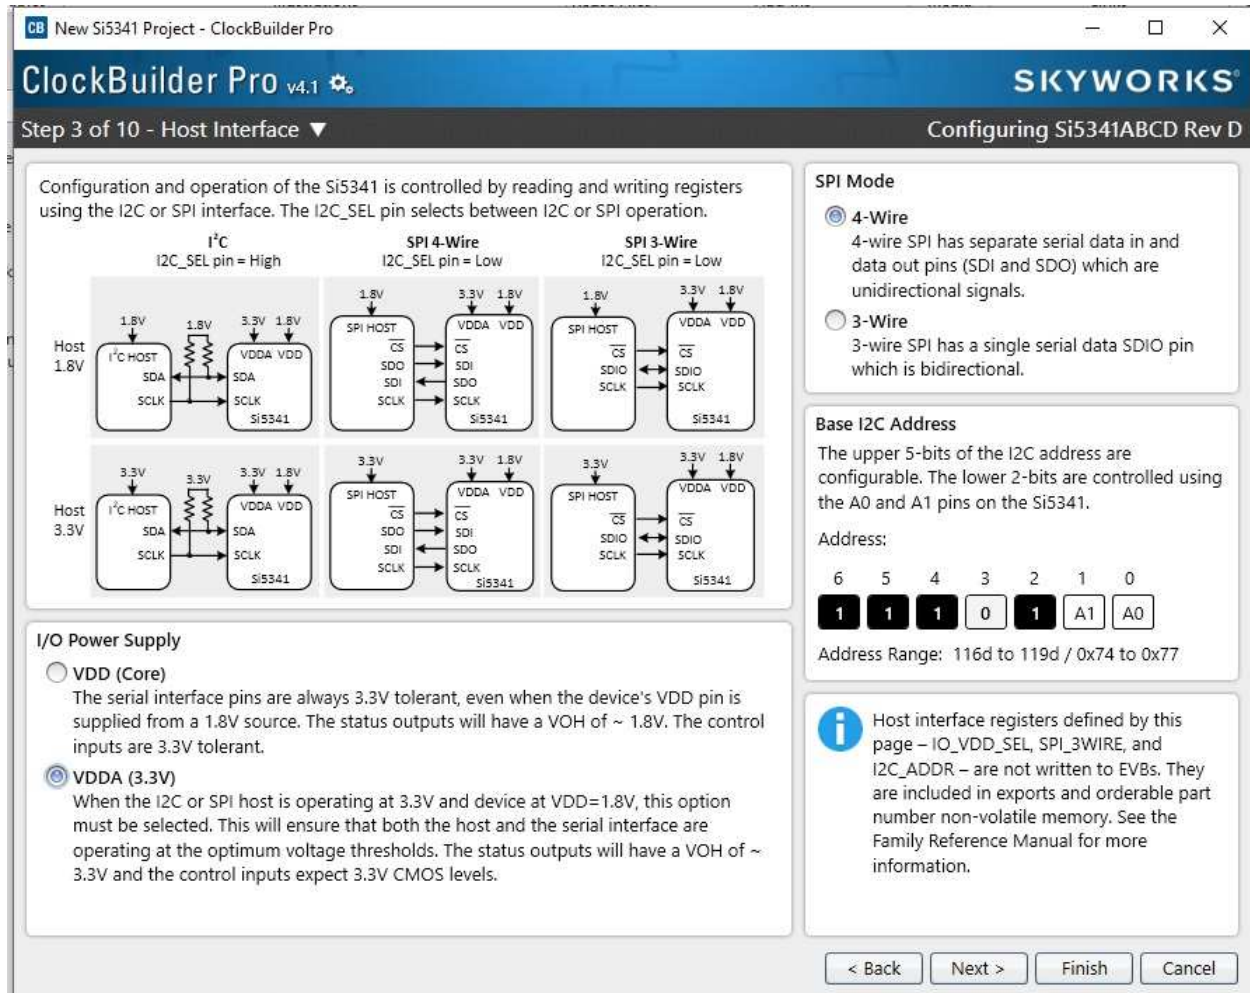 New Si5341 Project - ClockBuilder Pro
ClockBuilder Pro v4.1
SKYWORKS
Step 3 of 10 - Host Interface ▼
Configuring Si5341ABCD Rev D
Configuration and operation of the Si5341 is controlled by reading and writing registers
using the I2C or SPI interface. The I2C_SEL pin selects between I2C or SPI operation.
I²C
I2C_SEL pin = High
SPI 4-Wire
I2C_SEL pin = Low
SPI 3-Wire
I2C_SEL pin = Low
Host
1.8V
1.8V
1.8V
3.3V 1.8V
I²C HOST
VDDA VDD
SDA
SDA
SCLK
SCLK
Si5341
1.8V
3.3V 1.8V
SPI HOST
VDDA VDD
CS
CS
SDO
SDI
SDI
SDO
SCLK
SCLK
Si5341
1.8V
3.3V 1.8V
SPI HOST
VDDA VDD
CS
CS
SDIO
SDIO
SCLK
SCLK
Si5341
Host
3.3V
3.3V
3.3V
3.3V 1.8V
I²C HOST
VDDA VDD
SDA
SDA
SCLK
SCLK
Si5341
3.3V
3.3V 1.8V
SPI HOST
VDDA VDD
CS
CS
SDO
SDI
SDI
SDO
SCLK
SCLK
Si5341
3.3V
3.3V 1.8V
SPI HOST
VDDA VDD
CS
CS
SDIO
SDIO
SCLK
SCLK
Si5341
I/O Power Supply
VDD (Core)
The serial interface pins are always 3.3V tolerant, even when the device's VDD pin is
supplied from a 1.8V source. The status outputs will have a VOH of ~ 1.8V. The control
inputs are 3.3V tolerant.
VDDA (3.3V)
When the I2C or SPI host is operating at 3.3V and device at VDD=1.8V, this option
must be selected. This will ensure that both the host and the serial interface are
operating at the optimum voltage thresholds. The status outputs will have a VOH of ~
3.3V and the control inputs expect 3.3V CMOS levels.
SPI Mode
4-Wire
4-wire SPI has separate serial data in and
data out pins (SDI and SDO) which are
unidirectional signals.
3-Wire
3-wire SPI has a single serial data SDIO pin
which is bidirectional.
Base I2C Address
The upper 5-bits of the I2C address are
configurable. The lower 2-bits are controlled using
the A0 and A1 pins on the Si5341.
Address:
6 5 4 3 2 1 0
1 1 1 0 1 A1 A0
Address Range: 116d to 119d / 0x74 to 0x77
Host interface registers defined by this
page – IO_VDD_SEL, SPI_3WIRE, and
I2C_ADDR – are not written to EVBs. They
are included in exports and orderable part
number non-volatile memory. See the
Family Reference Manual for more
information.
< Back
Next >
Finish
Cancel